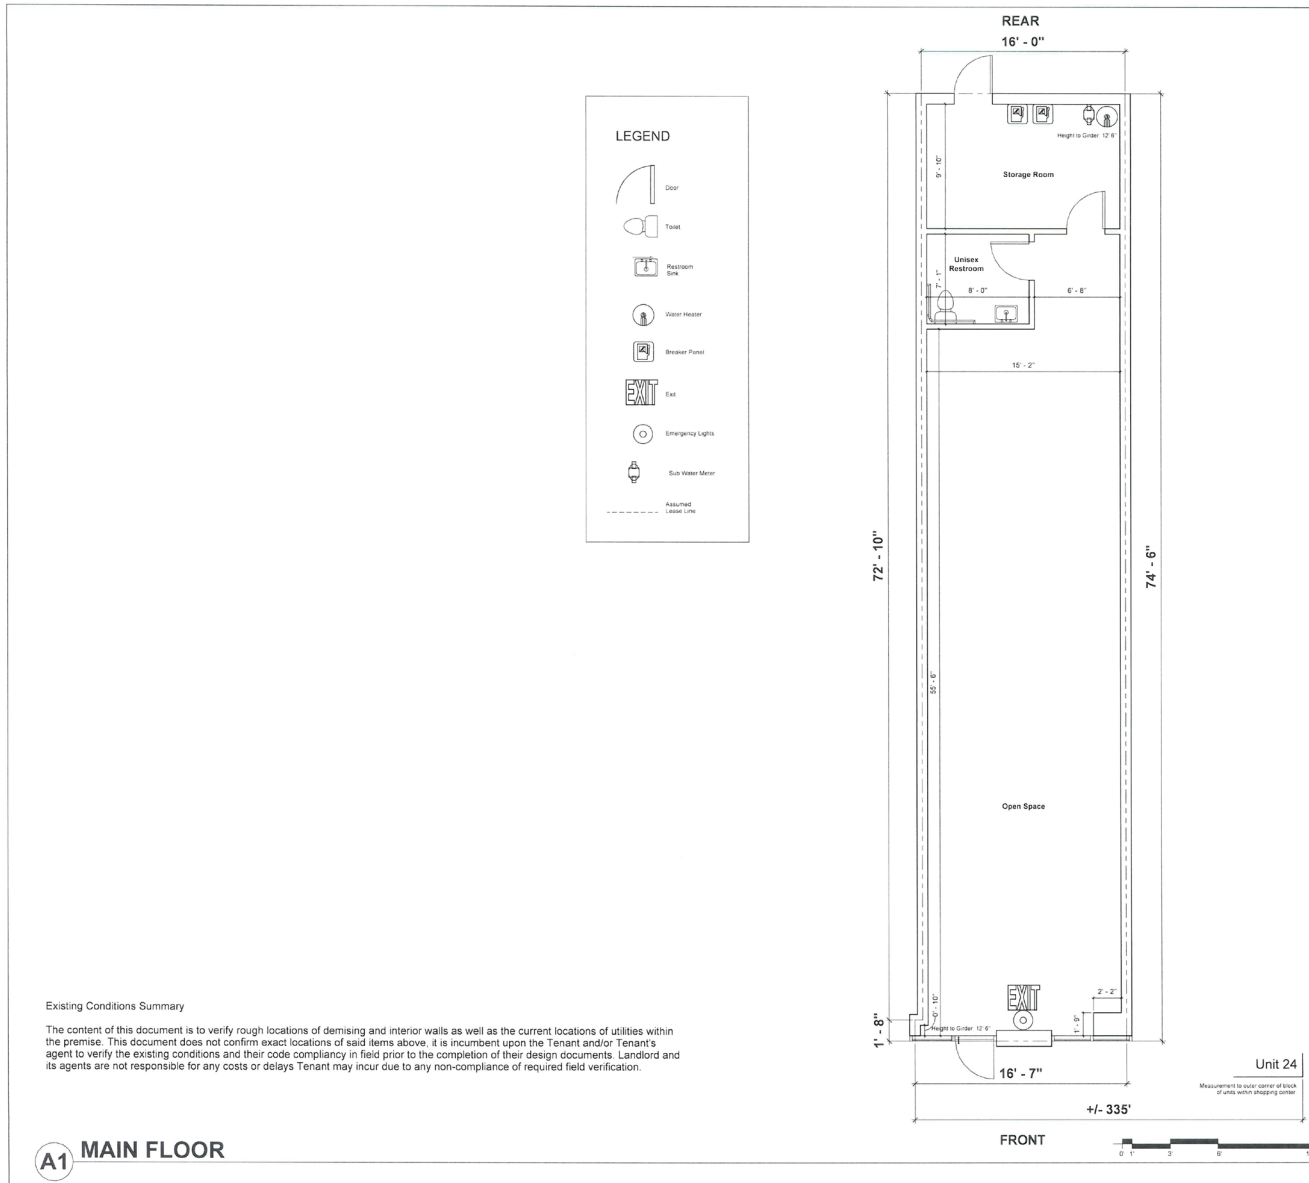 REAR
16' - 0"
LEGEND
Door
Toilet
Restroom
Sink
Water Heater
Breaker Panel
EXIT
Exit
Emergency Lights
Sub Water Meter
Assumed
Lease Line
Height to Girder 12' 6"
9' - 10"
Storage Room
Unisex
Restroom
7' - 1"
8' - 0"
6' - 8"
15' - 2"
72' - 10"
74' - 6"
55' - 6"
Open Space
EXIT
2' - 2"
0' - 10"
1' - 9"
1' - 8"
Height to Girder 12' 6"
16' - 7"
Unit 24
Measurement to outer corner of block
of units within shopping center
+/- 335'
FRONT
0' 1' 3' 6'
Existing Conditions Summary
The content of this document is to verify rough locations of demising and interior walls as well as the current locations of utilities within
the premise. This document does not confirm exact locations of said items above, it is incumbent upon the Tenant and/or Tenant's
agent to verify the existing conditions and their code compliancy in field prior to the completion of their design documents. Landlord and
its agents are not responsible for any costs or delays Tenant may incur due to any non-compliance of required field verification.
A1 MAIN FLOOR